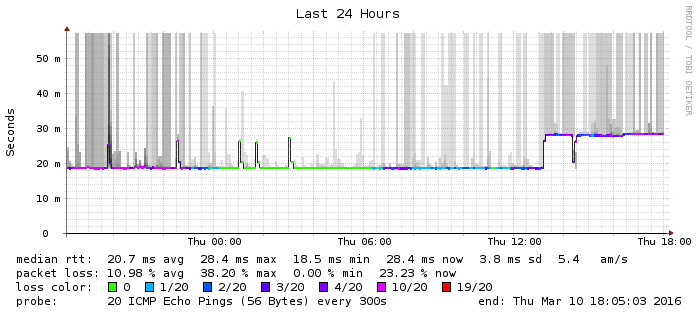 Last 24 Hours
RRDTOOL / TOBI OETIKER
Seconds
50 m
40 m
30 m
20 m
10 m
0
Thu 00:00 Thu 06:00 Thu 12:00 Thu 18:00
median rtt: 20.7 ms avg 28.4 ms max 18.5 ms min 28.4 ms now 3.8 ms sd 5.4 am/s
packet loss: 10.98 % avg 38.20 % max 0.00 % min 23.23 % now
loss color: 0 1/20 2/20 3/20 4/20 10/20 19/20
probe: 20 ICMP Echo Pings (56 Bytes) every 300s end: Thu Mar 10 18:05:03 2016